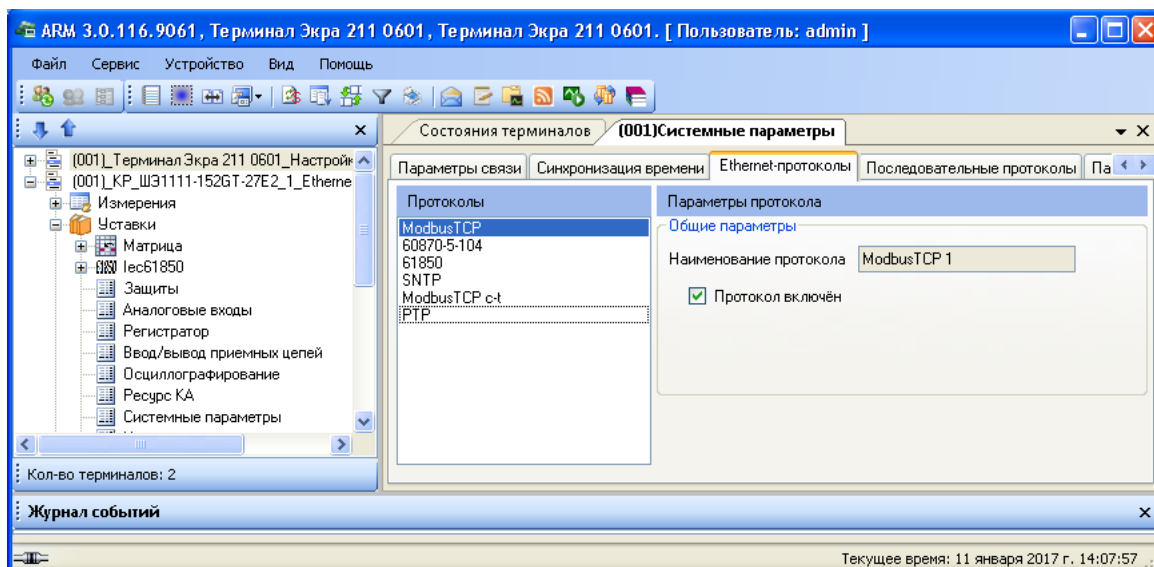 ARM 3.0.116.9061, Терминал Экра 211 0601, Терминал Экра 211 0601. [ Пользователь: admin ]
Файл Сервис Устройство Вид Помощь
Состояния терминалов (001)Системные параметры
(001)_Терминал Экра 211 0601_Настройк
(001)_КР_ШЭ1111-152GT-27E2_1_Etherne
Измерения
Уставки
Матрица
61850 Iec61850
Защиты
Аналоговые входы
Регистратор
Ввод/вывод приемных цепей
Осциллографирование
Ресурс КА
Системные параметры
Кол-во терминалов: 2
Параметры связи Синхронизация времени Ethernet-протоколы Последовательные протоколы Па
Протоколы
ModbusTCP
60870-5-104
61850
SNTP
ModbusTCP c-t
PTP
Параметры протокола
Общие параметры
Наименование протокола ModbusTCP 1
Протокол включён
Журнал событий
Текущее время: 11 января 2017 г. 14:07:57